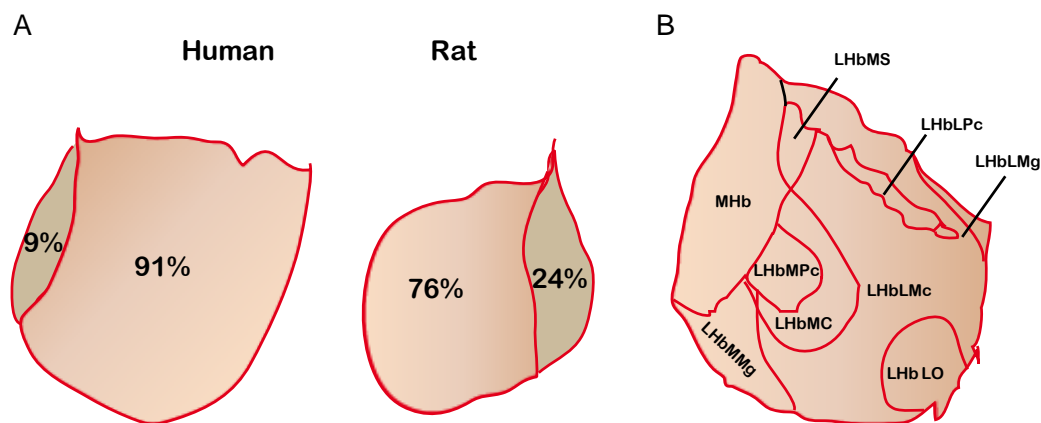 A
Human
Rat
9%
91%
76%
24%
B
LHbMS
LHbLPc
LHbLMg
MHb
LHbMPc
LHbLMc
LHbMC
LHbMMg
LHb LO